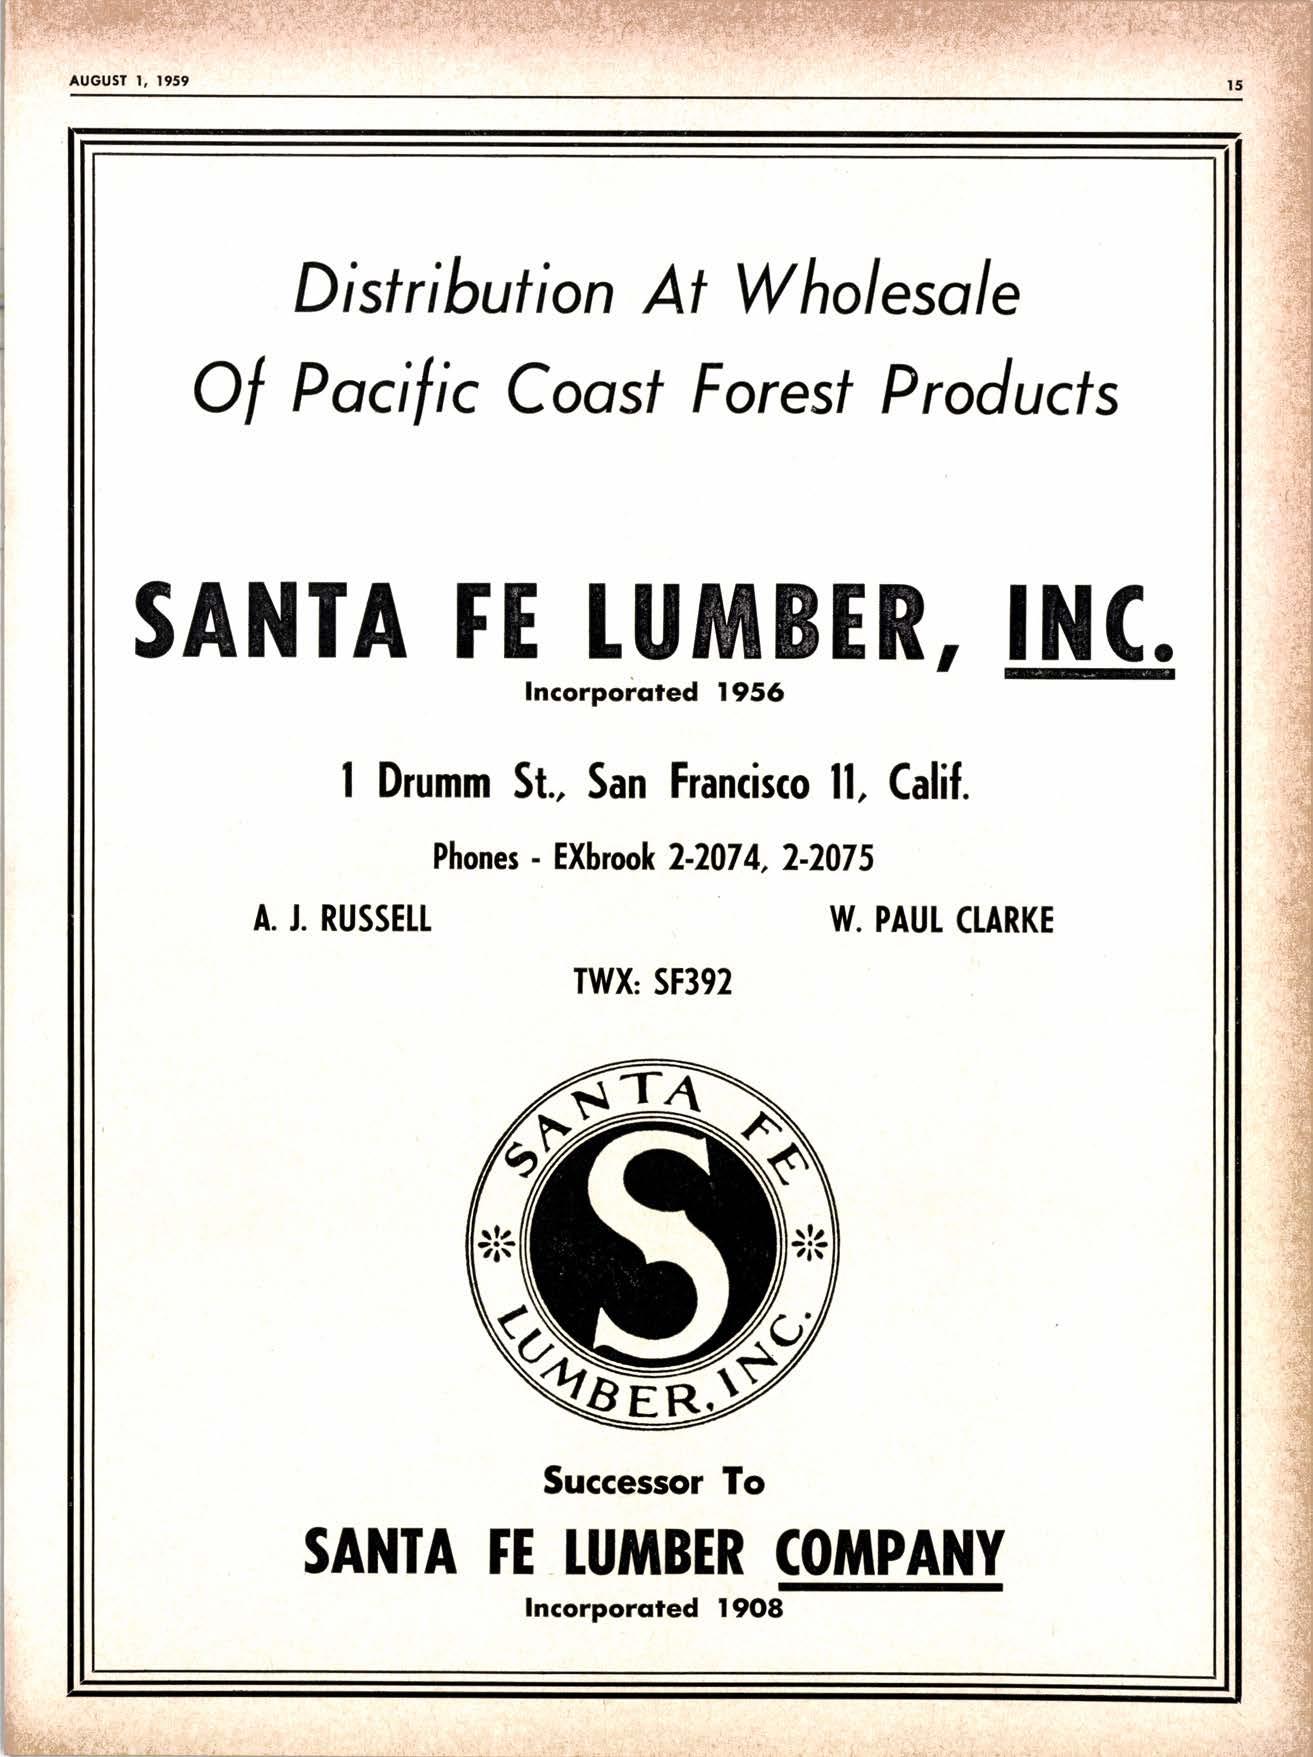 AUGUST 1, 1959
15
Distribution At Wholesale
Of Pacific Coast Forest Products
SANTA FE LUMBER, INC.
Incorporated 1956
1 Drumm St., San Francisco 11, Calif.
Phones - EXbrook 2-2074, 2-2075
A. J. RUSSELL
W. PAUL CLARKE
TWX: SF392
SANTA FE
S
LUMBER, INC.
Successor To
SANTA FE LUMBER COMPANY
Incorporated 1908